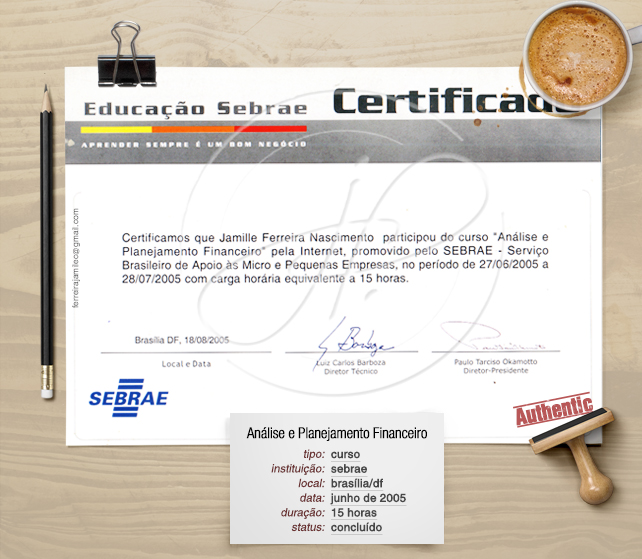 Educação Sebrae
Certificado
APRENDER SEMPRE É UM BOM NEGÓCIO
ferreirajamileo@gmail.com
Certificamos que Jamille Ferreira Nascimento participou do curso "Análise e
Planejamento Financeiro" pela Internet, promovido pelo SEBRAE - Serviço
Brasileiro de Apoio às Micro e Pequenas Empresas, no período de 27/06/2005 a
28/07/2005 com carga horária equivalente a 15 horas.
Brasília DF, 18/08/2005
Local e Data
Luiz Carlos Barboza
Diretor Técnico
Paulo Tarciso Okamotto
Diretor-Presidente
SEBRAE
Authentic
Análise e Planejamento Financeiro
tipo: curso
instituição: sebrae
local: brasília/df
data: junho de 2005
duração: 15 horas
status: concluído